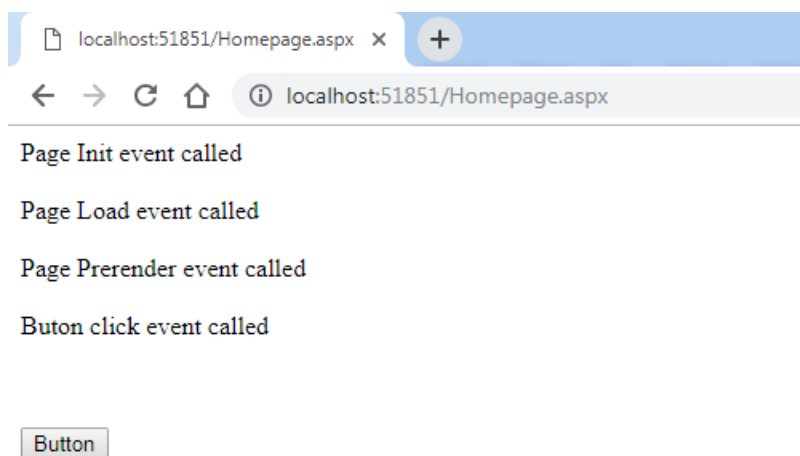 localhost:51851/Homepage.aspx
localhost:51851/Homepage.aspx
Page Init event called
Page Load event called
Page Prerender event called
Buton click event called
Button